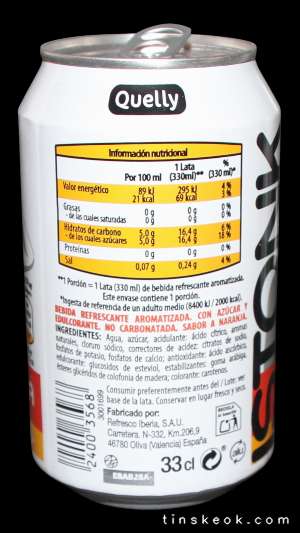 Quelly
Información nutricional
Por 100 ml 1 Lata (330ml)** % (330 ml)*
Valor energético 89 kJ 295 kJ 4 %
21 kcal 69 kcal 3 %
Grasas 0 g 0 g
- de las cuales saturadas 0 g 0 g
Hidratos de carbono 5,0 g 16,4 g 6 %
- de los cuales azúcares 5,0 g 16,4 g 18 %
Proteínas 0 g 0 g
Sal 0,07 g 0,24 g 4 %
**1 Porción = 1 Lata (330 ml) de bebida refrescante aromatizada.
Este envase contiene 1 porción.
*Ingesta de referencia de un adulto medio (8400 kJ / 2000 kcal).
BEBIDA REFRESCANTE AROMATIZADA. CON AZÚCAR Y
EDULCORANTE. NO CARBONATADA. SABOR A NARANJA.
INGREDIENTES: Agua, azúcar, acidulante: ácido cítrico, aromas
naturales, cloruro sódico, correctores de acidez: citratos de sodio,
fosfatos de potasio, fosfatos de calcio; antioxidante: ácido ascórbico,
edulcorante: glucósidos de esteviol, estabilizantes: goma arábiga,
ésteres glicéridos de colofonia de madera; colorante: carotenos.
Consumir preferentemente antes del / Lote: ver
base de la lata. Conservar en lugar fresco y seco.
Fabricado por:
Refresco Iberia, S.A.U.
Carretera, N-332, Km.206,9
46780 Oliva (Valencia) España
33 cl
2400 3568
3001699
TONIK
tinskeok.com